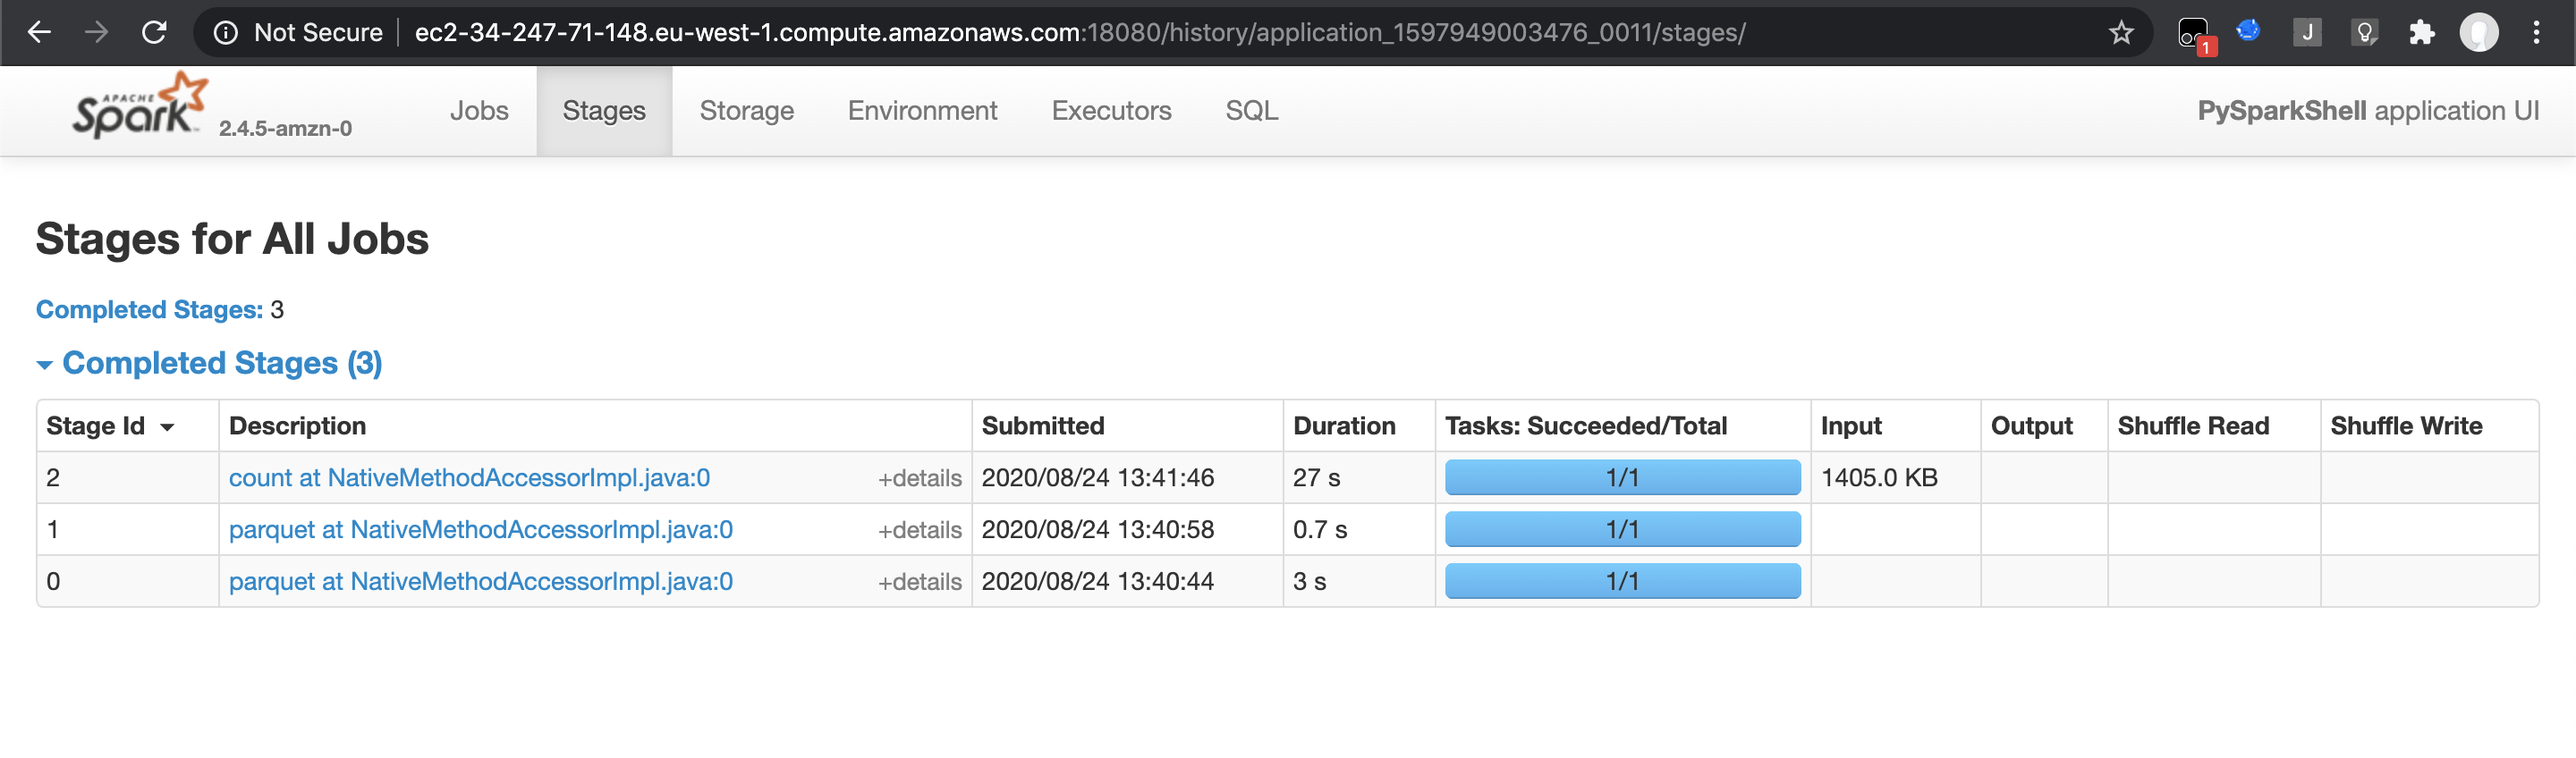 Not Secure ec2-34-247-71-148.eu-west-1.compute.amazonaws.com:18080/history/application_1597949003476_0011/stages/ 1 J
APACHE Spark 2.4.5-amzn-0 Jobs Stages Storage Environment Executors SQL PySparkShell application UI
Stages for All Jobs
Completed Stages: 3
Completed Stages (3)
Stage Id Description Submitted Duration Tasks: Succeeded/Total Input Output Shuffle Read Shuffle Write
2 count at NativeMethodAccessorImpl.java:0 +details 2020/08/24 13:41:46 27 s 1/1 1405.0 KB
1 parquet at NativeMethodAccessorImpl.java:0 +details 2020/08/24 13:40:58 0.7 s 1/1
0 parquet at NativeMethodAccessorImpl.java:0 +details 2020/08/24 13:40:44 3 s 1/1